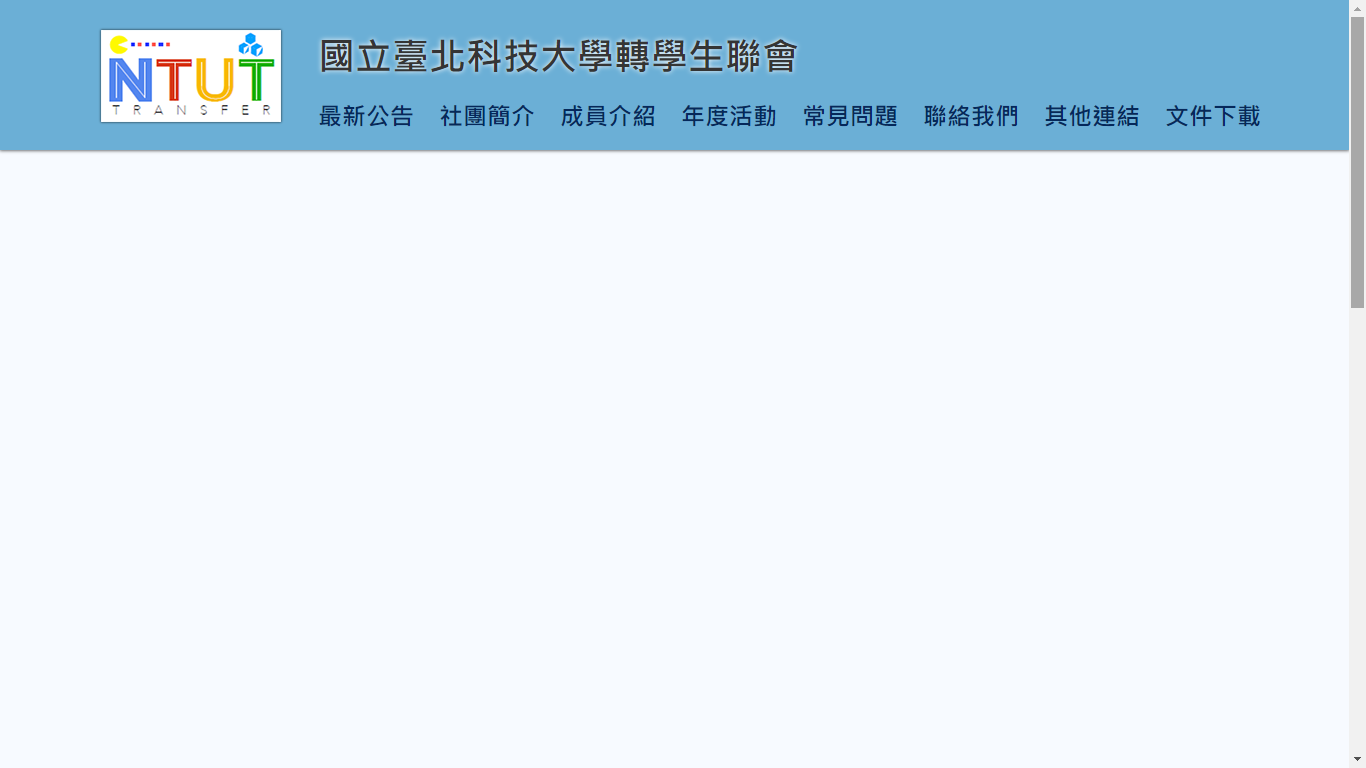 NTUT
TRANSFER
國立臺北科技大學轉學生聯會
最新公告 社團簡介 成員介紹 年度活動 常見問題 聯絡我們 其他連結 文件下載